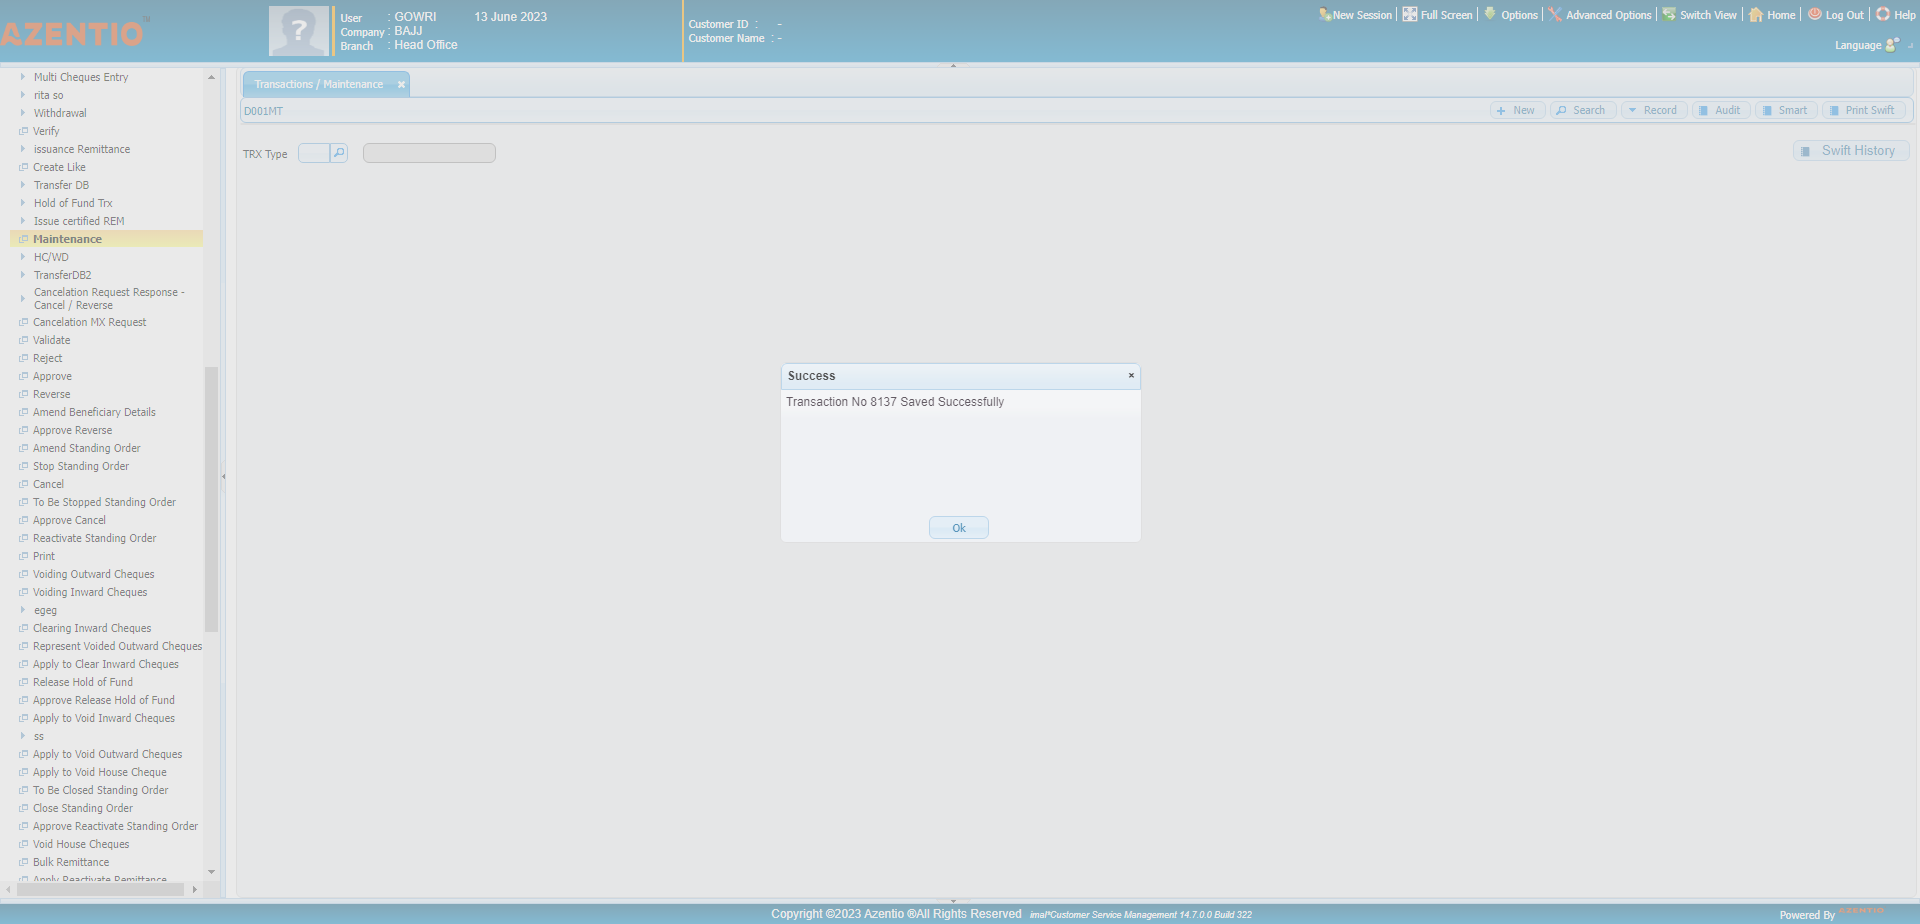 AZENTIO™
User : GOWRI 13 June 2023
Company : BAJJ
Branch : Head Office
Customer ID : -
Customer Name : -
New Session Full Screen Options Advanced Options Switch View Home Log Out Help
Language
Multi Cheques Entry
rita so
Withdrawal
Verify
issuance Remittance
Create Like
Transfer DB
Hold of Fund Trx
Issue certified REM
Maintenance
HC/WD
TransferDB2
Cancelation Request Response -
Cancel / Reverse
Cancelation MX Request
Validate
Reject
Approve
Reverse
Amend Beneficiary Details
Approve Reverse
Amend Standing Order
Stop Standing Order
Cancel
To Be Stopped Standing Order
Approve Cancel
Reactivate Standing Order
Print
Voiding Outward Cheques
Voiding Inward Cheques
egeg
Clearing Inward Cheques
Represent Voided Outward Cheques
Apply to Clear Inward Cheques
Release Hold of Fund
Approve Release Hold of Fund
Apply to Void Inward Cheques
ss
Apply to Void Outward Cheques
Apply to Void House Cheque
To Be Closed Standing Order
Close Standing Order
Approve Reactivate Standing Order
Void House Cheques
Bulk Remittance
Apply Reactivate Remittance
Transactions / Maintenance
D001MT
New Search Record Audit Smart Print Swift
TRX Type
Swift History
Success
Transaction No 8137 Saved Successfully
Ok
Copyright ©2023 Azentio ®All Rights Reserved imal®Customer Service Management 14.7.0.0 Build 322
Powered By AZENTIO